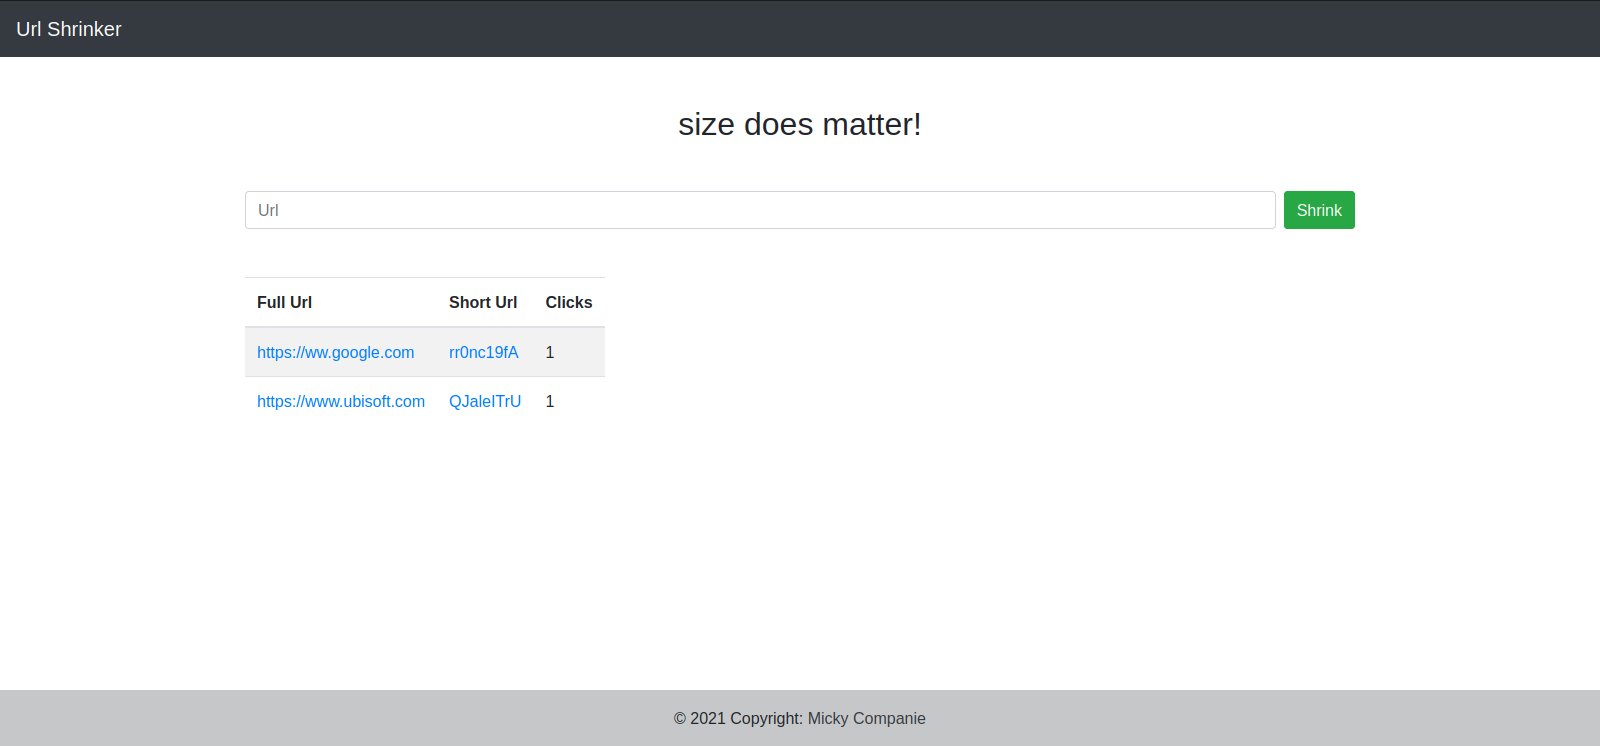 Url Shrinker
size does matter!
Url
Shrink
Full Url Short Url Clicks
https://ww.google.com rr0nc19fA 1
https://www.ubisoft.com QJaleITrU 1
© 2021 Copyright: Micky Companie